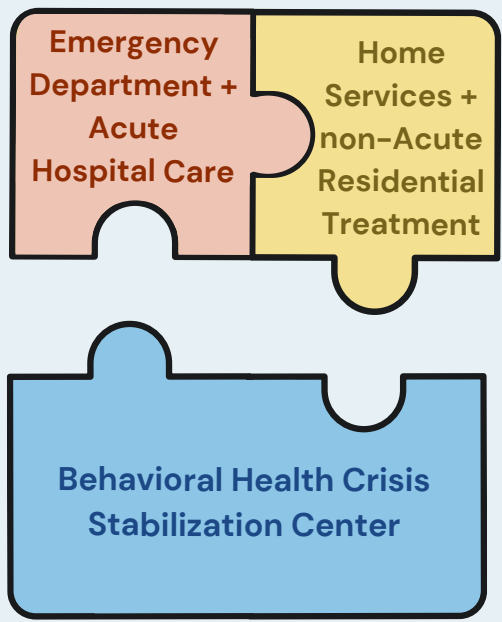 Emergency
Department +
Acute
Hospital Care
Home
Services +
non-Acute
Residential
Treatment
Behavioral Health Crisis
Stabilization Center